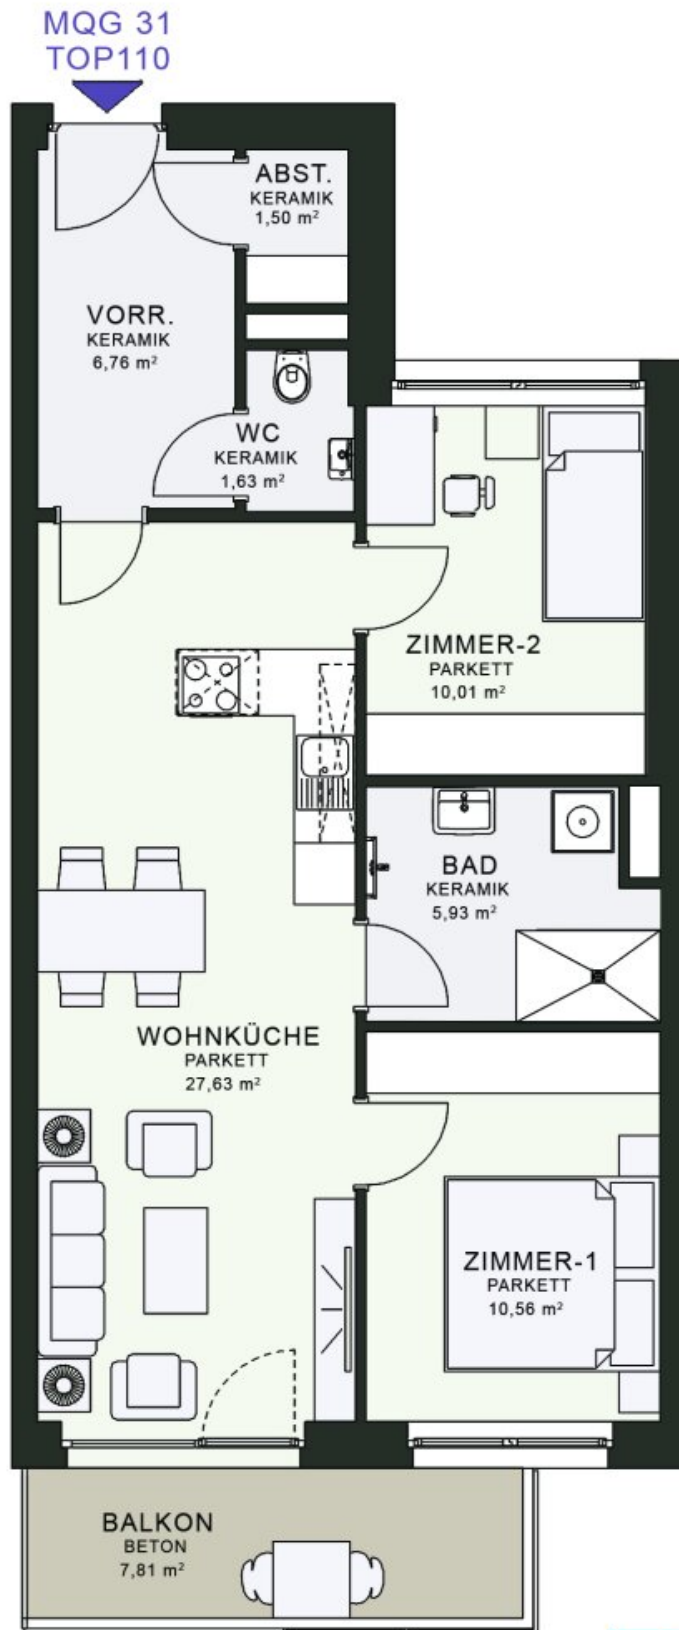 MQG 31
TOP110
ABST.
KERAMIK
1,50 m²
VORR.
KERAMIK
6,76 m²
WC
KERAMIK
1,63 m²
ZIMMER-2
PARKETT
10,01 m²
BAD
KERAMIK
5,93 m²
WOHNKÜCHE
PARKETT
27,63 m²
ZIMMER-1
PARKETT
10,56 m²
BALKON
BETON
7,81 m²